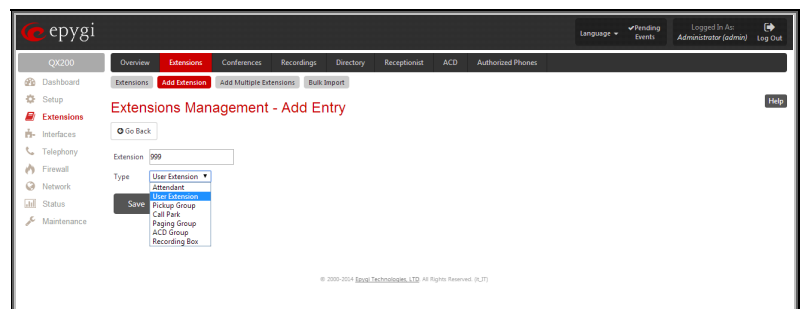 epygi
Language
Pending
Events
Logged In As:
Administrator (admin)
Log Out
QX200
Overview
Extensions
Conferences
Recordings
Directory
Receptionist
ACD
Authorized Phones
Dashboard
Setup
Extensions
Interfaces
Telephony
Firewall
Network
Status
Maintenance
Extensions
Add Extension
Add Multiple Extensions
Bulk Import
Extensions Management - Add Entry
Help
Go Back
Extension 999
Type User Extension
Attendant
User Extension
Pickup Group
Call Park
Paging Group
ACD Group
Recording Box
Save
© 2000-2014 Epygi Technologies, LTD. All Rights Reserved.